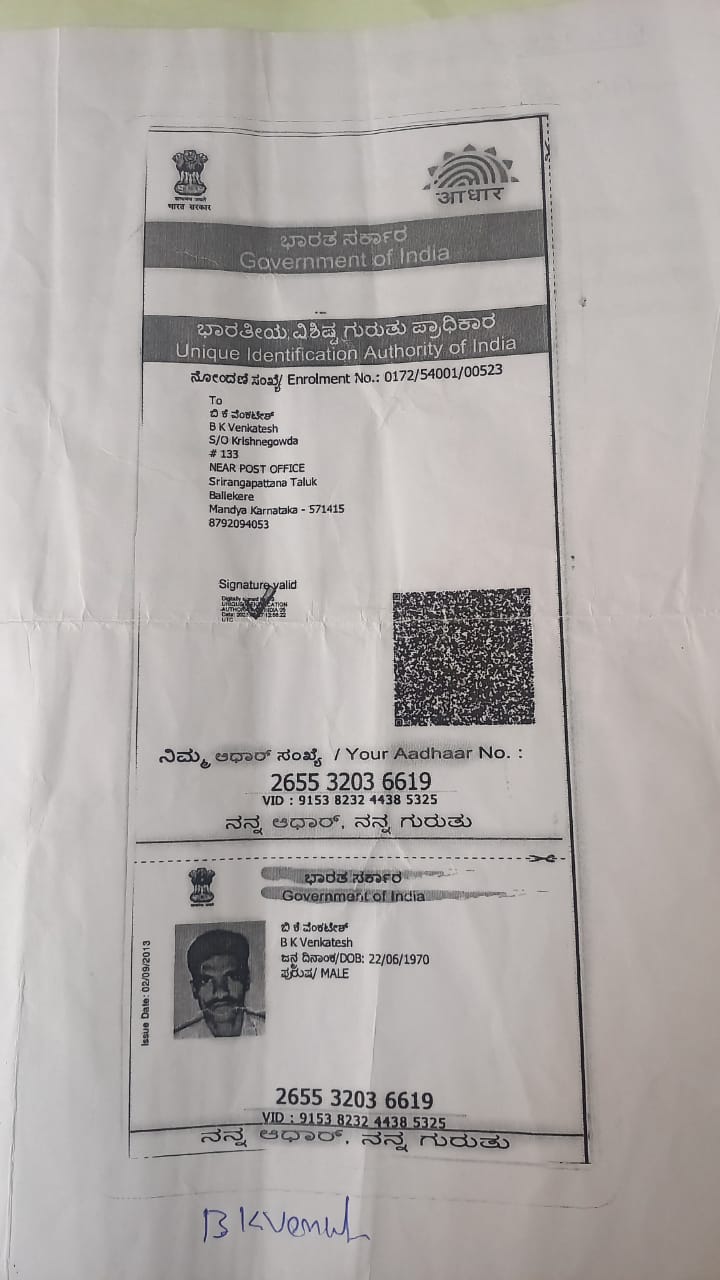 भारत सरकार
आधार
ಭಾರತ ಸರ್ಕಾರ
Government of India
ಭಾರತೀಯ ವಿಶಿಷ್ಟ ಗುರುತು ಪ್ರಾಧಿಕಾರ
Unique Identification Authority of India
ನೋಂದಣಿ ಸಂಖ್ಯೆ/ Enrolment No.: 0172/54001/00523
To
ಬಿ ಕೆ ವೆಂಕಟೇಶ್
B K Venkatesh
S/O Krishnegowda
# 133
NEAR POST OFFICE
Srirangapattana Taluk
Ballekere
Mandya Karnataka - 571415
8792094053
Signature valid
ನಿಮ್ಮ ಆಧಾರ್ ಸಂಖ್ಯೆ / Your Aadhaar No. :
2655 3203 6619
VID : 9153 8232 4438 5325
ನನ್ನ ಆಧಾರ್, ನನ್ನ ಗುರುತು
ಭಾರತ ಸರ್ಕಾರ
Government of India
ಬಿ ಕೆ ವೆಂಕಟೇಶ್
B K Venkatesh
ಜನ್ಮ ದಿನಾಂಕ/DOB: 22/06/1970
ಪುರುಷ/ MALE
Issue Date: 02/09/2013
2655 3203 6619
VID : 9153 8232 4438 5325
ನನ್ನ ಆಧಾರ್, ನನ್ನ ಗುರುತು